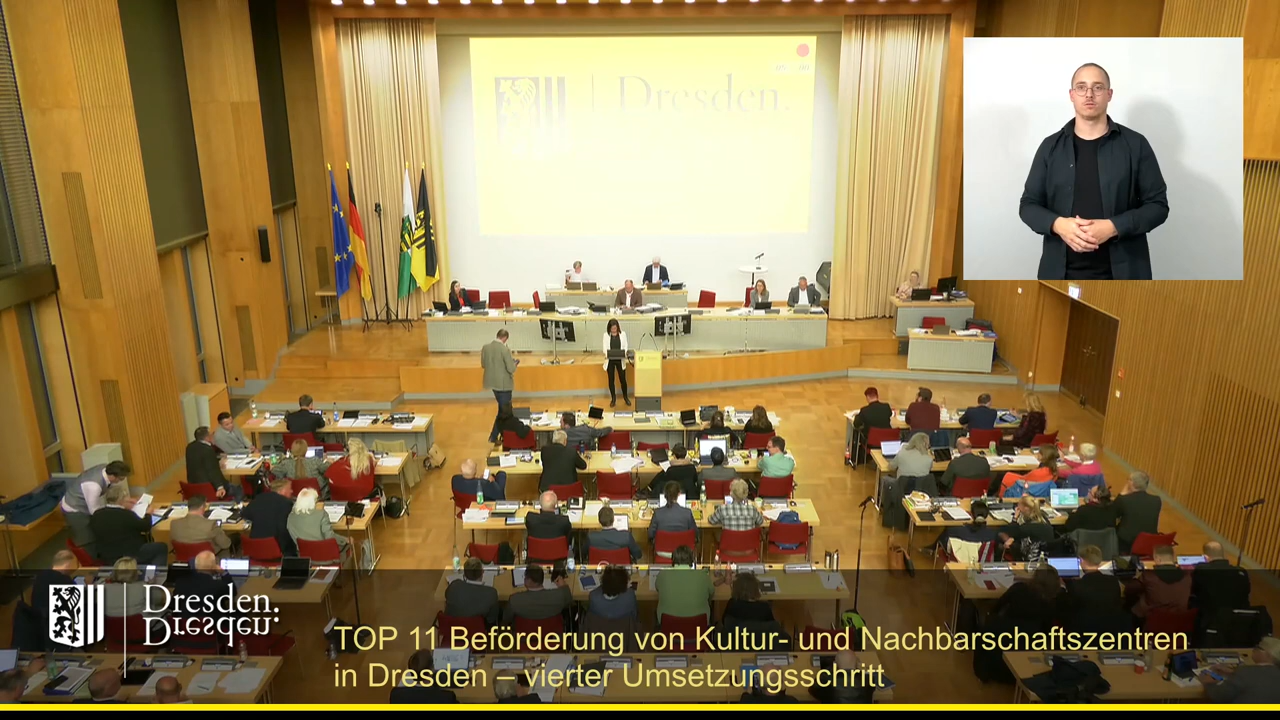 Dresden.
Dresden.
Dresden.
TOP 11 Beförderung von Kultur- und Nachbarschaftszentren
in Dresden – vierter Umsetzungsschritt